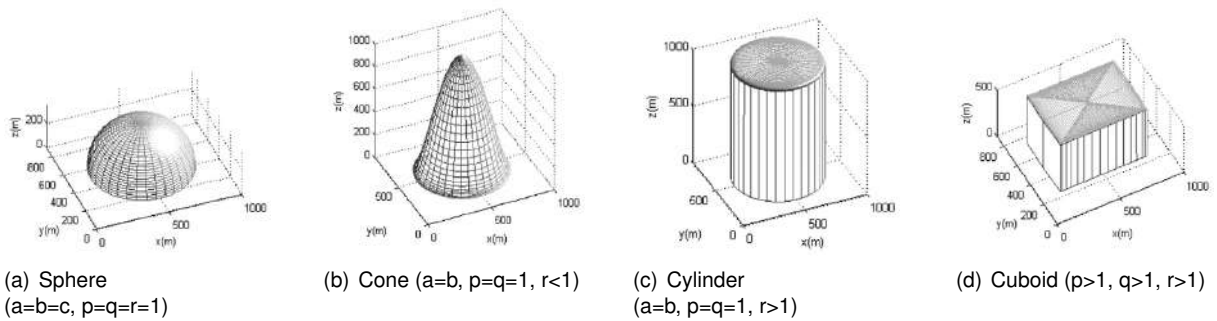 z(m)
200
0
800
600
400
200
0
y(m)
0
500
1000
x(m)
(a) Sphere
(a=b=c, p=q=r=1)
z(m)
1000
800
600
400
200
0
500
0
y(m)
0
500
1000
x(m)
(b) Cone (a=b, p=q=1, r<1)
z(m)
1000
500
0
500
0
y(m)
0
500
1000
x(m)
(c) Cylinder
(a=b, p=q=1, r>1)
z(m)
500
0
800
600
400
200
0
y(m)
0
500
1000
x(m)
(d) Cuboid (p>1, q>1, r>1)